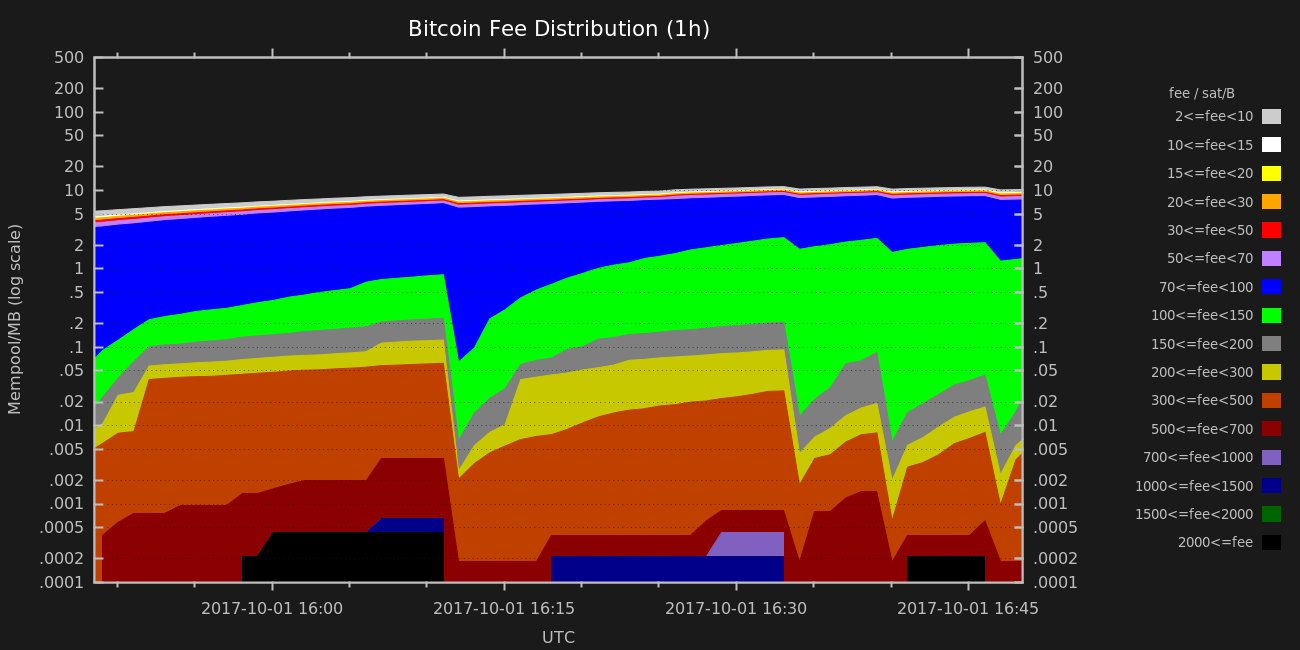 Bitcoin Fee Distribution (1h)
Mempool/MB (log scale)
500
200
100
50
20
10
5
2
1
.5
.2
.1
.05
.02
.01
.005
.002
.001
.0005
.0002
.0001
500
200
100
50
20
10
5
2
1
.5
.2
.1
.05
.02
.01
.005
.002
.001
.0005
.0002
.0001
2017-10-01 16:00 2017-10-01 16:15 2017-10-01 16:30 2017-10-01 16:45
UTC
fee / sat/B
2<=fee<10
10<=fee<15
15<=fee<20
20<=fee<30
30<=fee<50
50<=fee<70
70<=fee<100
100<=fee<150
150<=fee<200
200<=fee<300
300<=fee<500
500<=fee<700
700<=fee<1000
1000<=fee<1500
1500<=fee<2000
2000<=fee